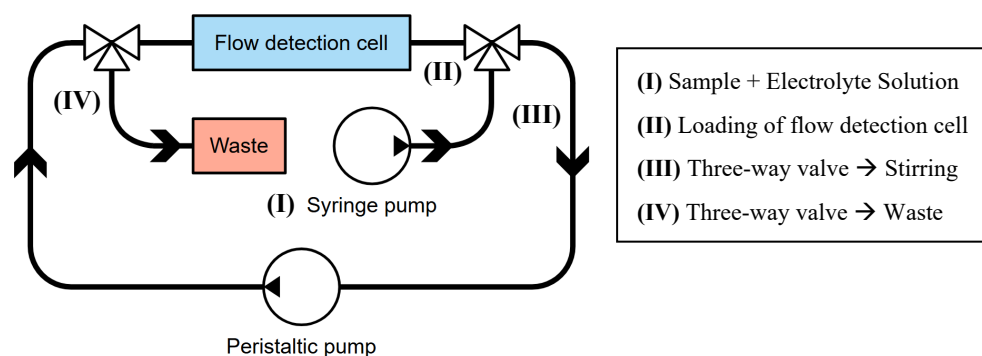 Flow detection cell
(II)
(IV)
(III)
Waste
(I) Syringe pump
Peristaltic pump
(I) Sample + Electrolyte Solution
(II) Loading of flow detection cell
(III) Three-way valve → Stirring
(IV) Three-way valve → Waste